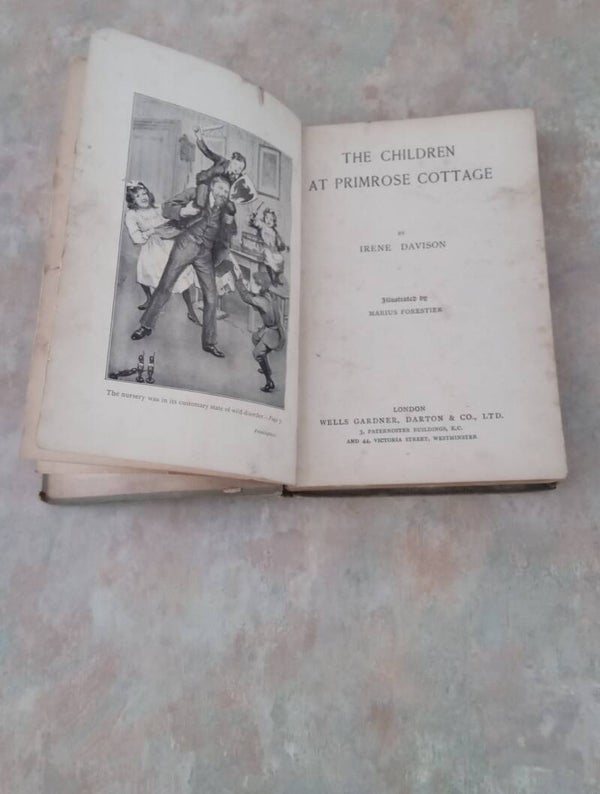 The nursery was in its customary state of wild disorder.—Page 7.
Frontispiece.
THE CHILDREN
AT PRIMROSE COTTAGE
BY
IRENE DAVISON
Illustrated by
MARIUS FORESTIER
LONDON
WELLS GARDNER, DARTON & CO., LTD.
3, PATERNOSTER BUILDINGS, E.C.
AND 44, VICTORIA STREET, WESTMINSTER